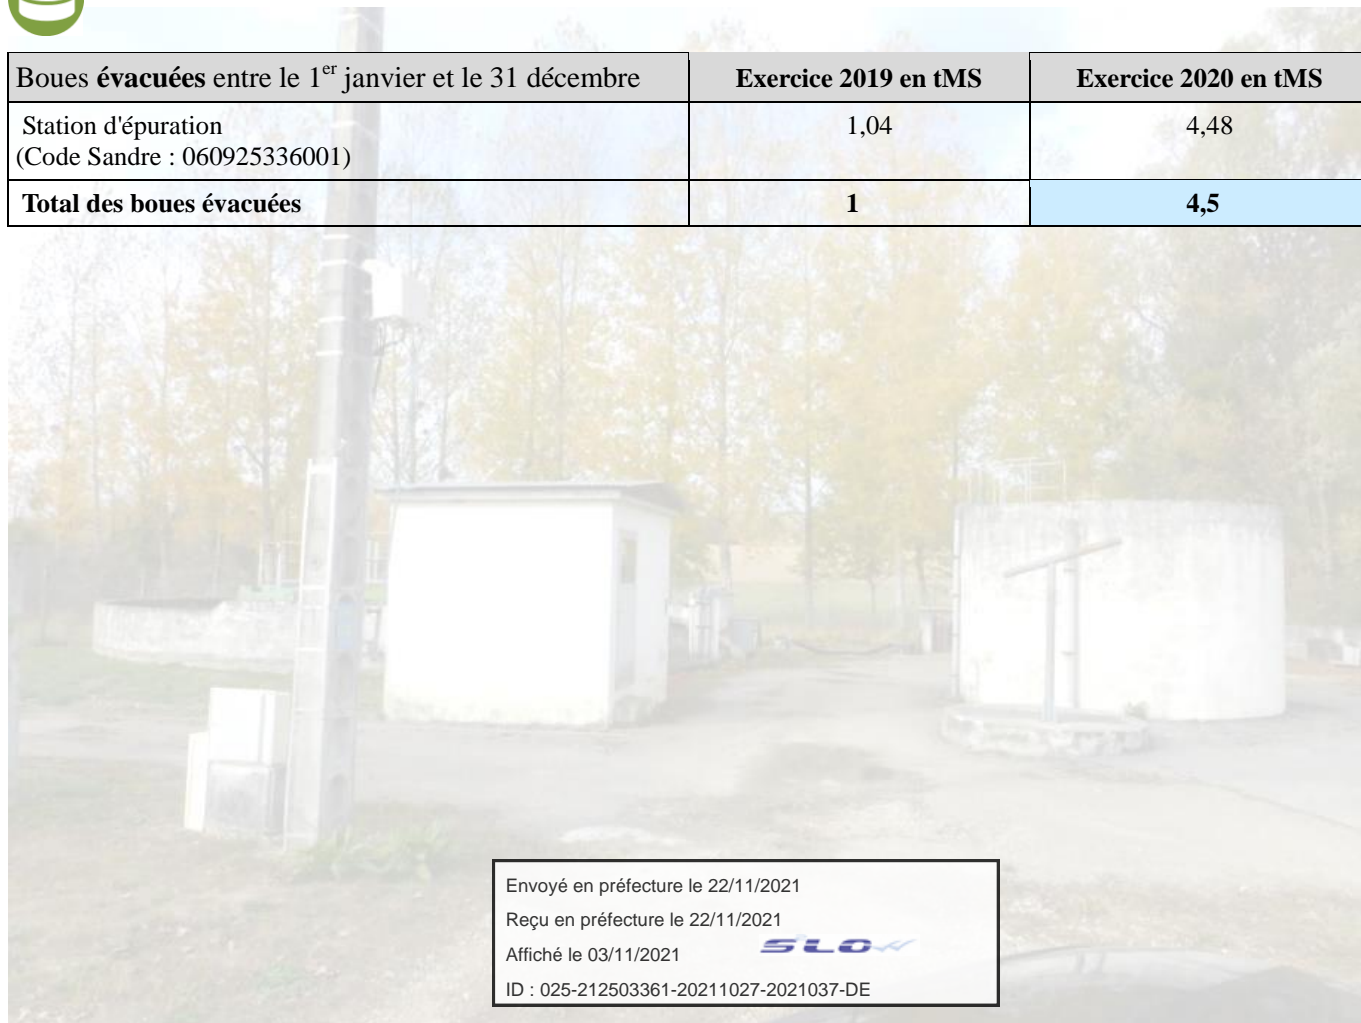 Boues évacuées entre le 1er janvier et le 31 décembre Exercice 2019 en tMS Exercice 2020 en tMS
Station d'épuration 1,04 4,48
(Code Sandre : 060925336001)
Total des boues évacuées 1 4,5
Envoyé en préfecture le 22/11/2021
Reçu en préfecture le 22/11/2021
Affiché le 03/11/2021 S²LOW
ID : 025-212503361-20211027-2021037-DE